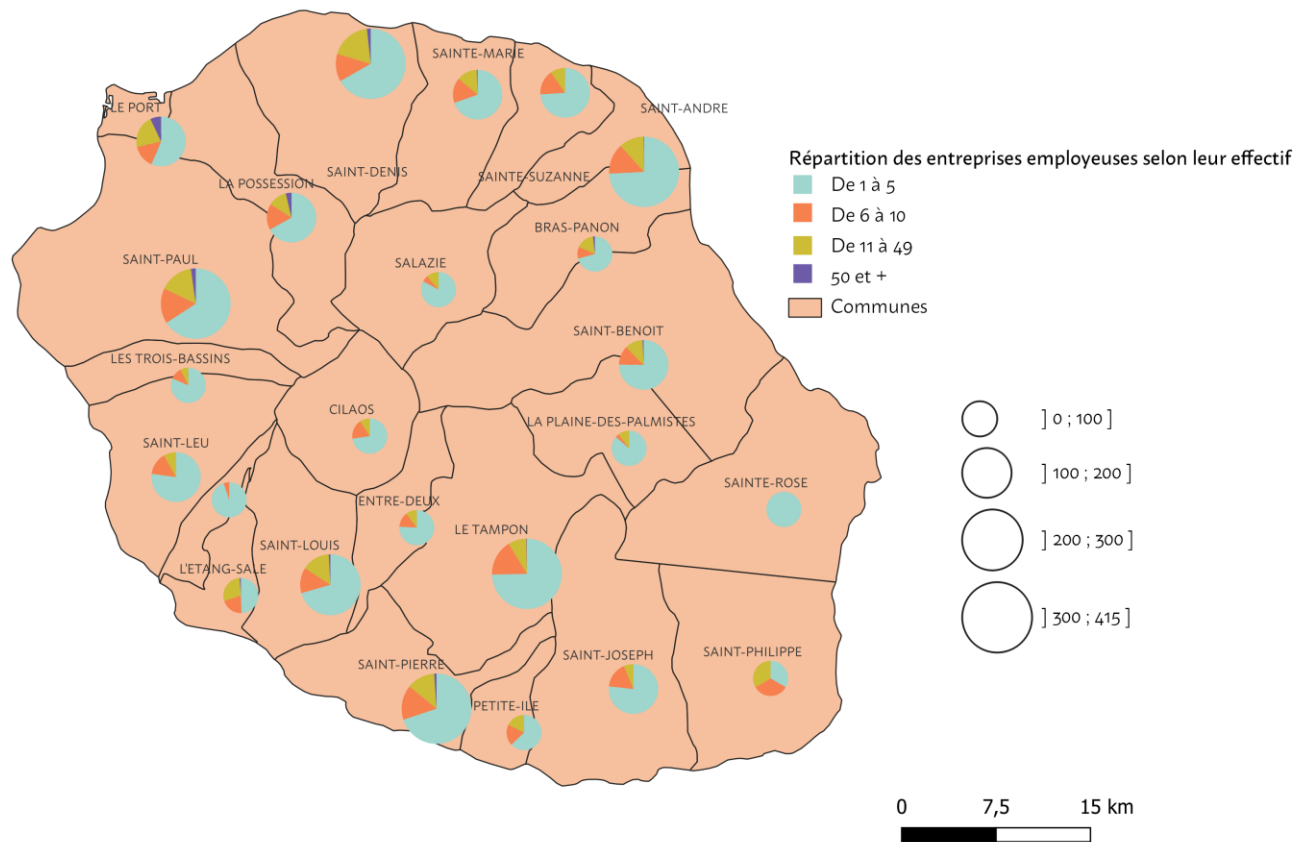 SAINTE-MARIE
LE PORT
SAINT-ANDRE
SAINT-DENIS
SAINTE-SUZANNE
LA POSSESSION
BRAS-PANON
SAINT-PAUL
SALAZIE
SAINT-BENOIT
LES TROIS-BASSINS
CILAOS
LA PLAINE-DES-PALMISTES
SAINT-LEU
SAINTE-ROSE
ENTRE-DEUX
LE TAMPON
SAINT-LOUIS
L'ETANG-SALE
SAINT-PIERRE
SAINT-JOSEPH
SAINT-PHILIPPE
PETITE-ILE
Répartition des entreprises employeuses selon leur effectif
De 1 à 5
De 6 à 10
De 11 à 49
50 et +
Communes
] 0 ; 100 ]
] 100 ; 200 ]
] 200 ; 300 ]
] 300 ; 415 ]
0 7,5 15 km